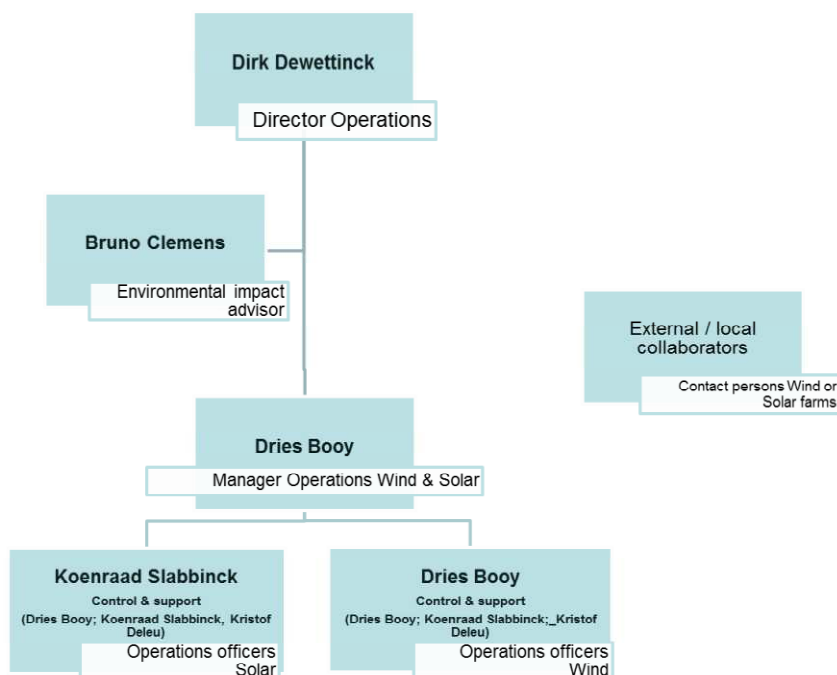 Dirk Dewettinck
Director Operations
Bruno Clemens
Environmental impact
advisor
External / local
collaborators
Contact persons Wind or
Solar farms
Dries Booy
Manager Operations Wind & Solar
Koenraad Slabbinck
Control & support
(Dries Booy; Koenraad Slabbinck, Kristof
Deleu)
Operations officers
Solar
Dries Booy
Control & support
(Dries Booy; Koenraad Slabbinck;_Kristof
Deleu)
Operations officers
Wind